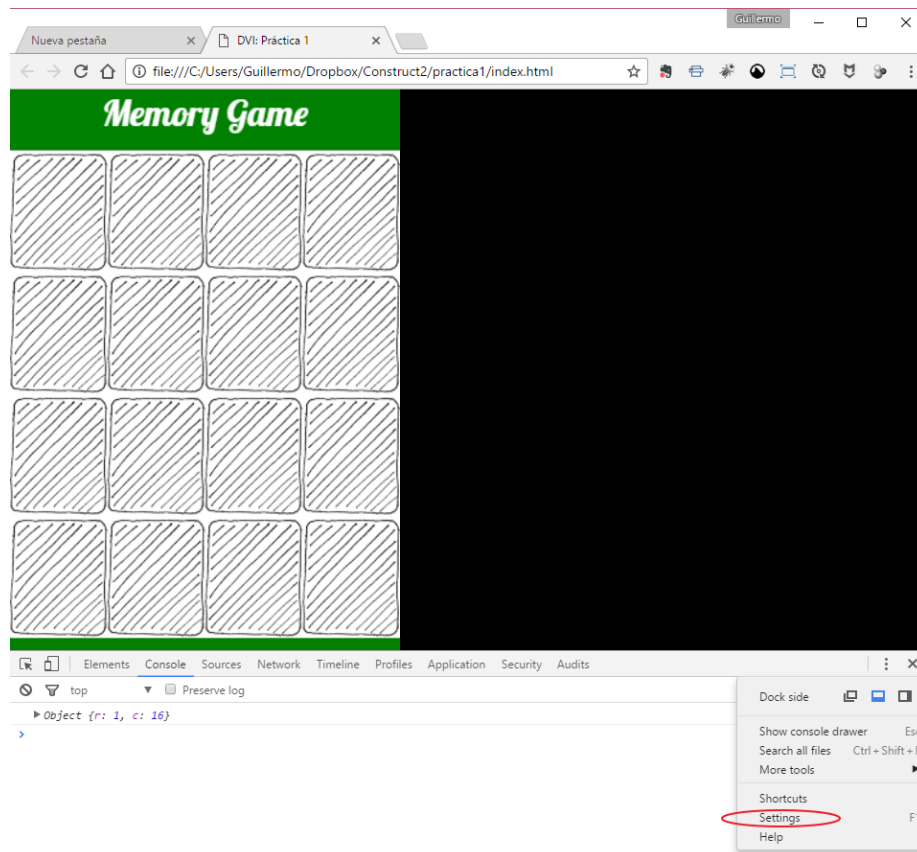 Guillermo
Nueva pestaña
DVI: Práctica 1
file:///C:/Users/Guillermo/Dropbox/Construct2/practica1/index.html
Memory Game
Elements Console Sources Network Timeline Profiles Application Security Audits
top Preserve log
Object {r: 1, c: 16}
Dock side
Show console drawer
Search all files Ctrl + Shift +
More tools
Shortcuts
Settings
Help